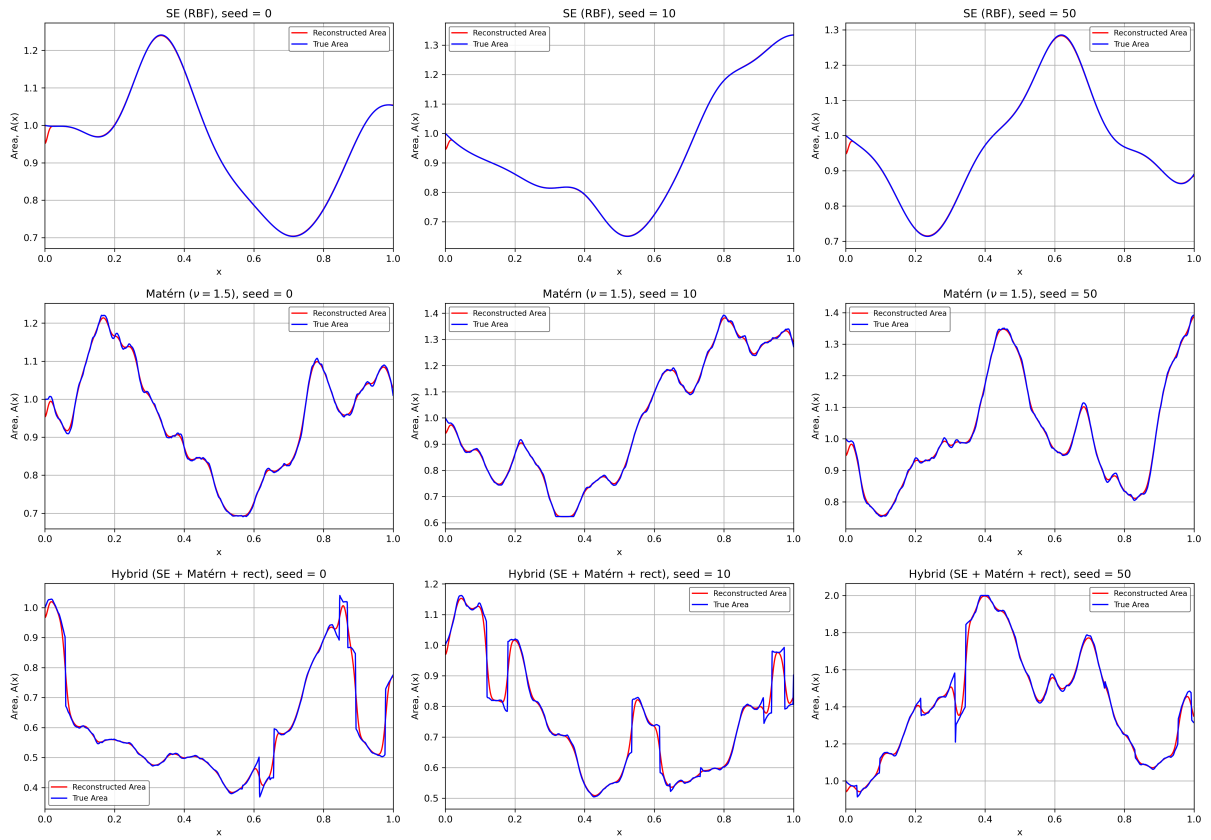 SE (RBF), seed = 0
Area, A(x)
1.2
1.1
1.0
0.9
0.8
0.7
Reconstructed Area
True Area
0.0 0.2 0.4 0.6 0.8 1.0
x
SE (RBF), seed = 10
Area, A(x)
1.3
1.2
1.1
1.0
0.9
0.8
0.7
Reconstructed Area
True Area
0.0 0.2 0.4 0.6 0.8 1.0
x
SE (RBF), seed = 50
Area, A(x)
1.3
1.2
1.1
1.0
0.9
0.8
0.7
Reconstructed Area
True Area
0.0 0.2 0.4 0.6 0.8 1.0
x
Matérn (ν = 1.5), seed = 0
Area, A(x)
1.2
1.1
1.0
0.9
0.8
0.7
Reconstructed Area
True Area
0.0 0.2 0.4 0.6 0.8 1.0
x
Matérn (ν = 1.5), seed = 10
Area, A(x)
1.4
1.3
1.2
1.1
1.0
0.9
0.8
0.7
0.6
Reconstructed Area
True Area
0.0 0.2 0.4 0.6 0.8 1.0
x
Matérn (ν = 1.5), seed = 50
Area, A(x)
1.4
1.3
1.2
1.1
1.0
0.9
0.8
Reconstructed Area
True Area
0.0 0.2 0.4 0.6 0.8 1.0
x
Hybrid (SE + Matérn + rect), seed = 0
Area, A(x)
1.0
0.9
0.8
0.7
0.6
0.5
0.4
Reconstructed Area
True Area
0.0 0.2 0.4 0.6 0.8 1.0
x
Hybrid (SE + Matérn + rect), seed = 10
Area, A(x)
1.2
1.1
1.0
0.9
0.8
0.7
0.6
0.5
Reconstructed Area
True Area
0.0 0.2 0.4 0.6 0.8 1.0
x
Hybrid (SE + Matérn + rect), seed = 50
Area, A(x)
2.0
1.8
1.6
1.4
1.2
1.0
Reconstructed Area
True Area
0.0 0.2 0.4 0.6 0.8 1.0
x